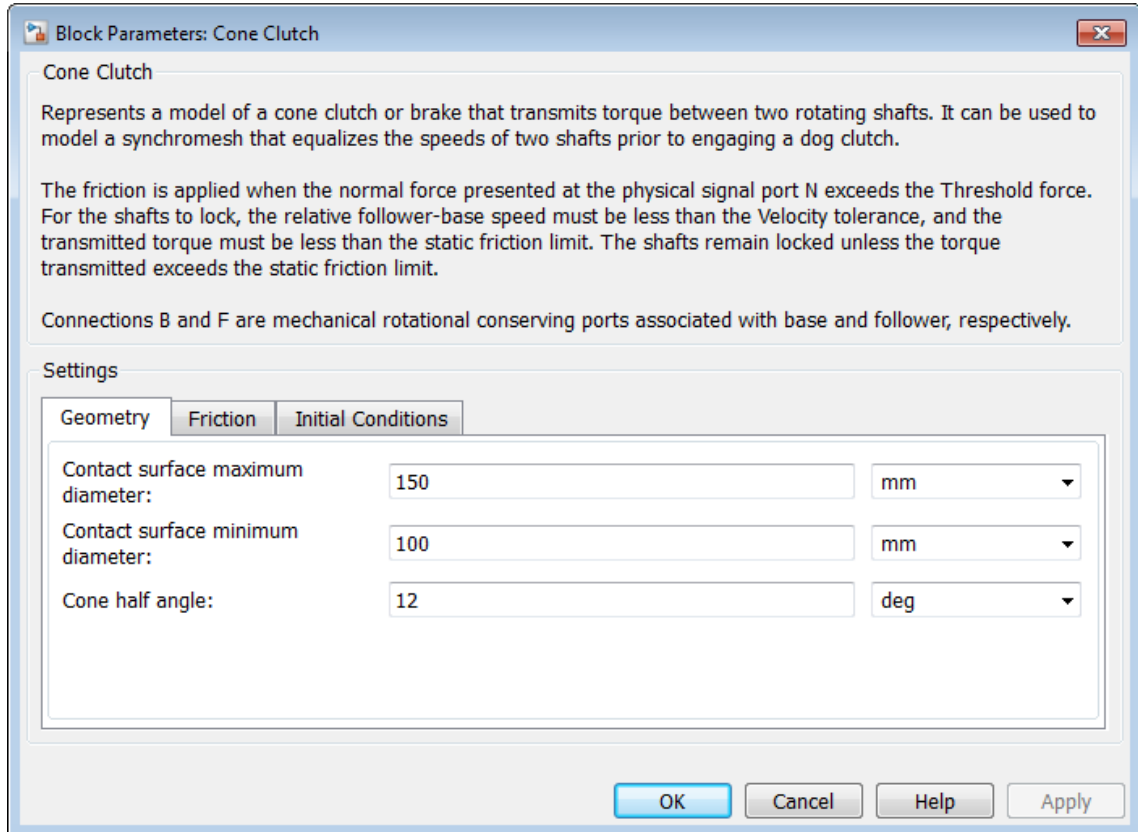 Block Parameters: Cone Clutch
Cone Clutch
Represents a model of a cone clutch or brake that transmits torque between two rotating shafts. It can be used to
model a synchromesh that equalizes the speeds of two shafts prior to engaging a dog clutch.
The friction is applied when the normal force presented at the physical signal port N exceeds the Threshold force.
For the shafts to lock, the relative follower-base speed must be less than the Velocity tolerance, and the
transmitted torque must be less than the static friction limit. The shafts remain locked unless the torque
transmitted exceeds the static friction limit.
Connections B and F are mechanical rotational conserving ports associated with base and follower, respectively.
Settings
Geometry Friction Initial Conditions
Contact surface maximum
diameter: 150 mm
Contact surface minimum
diameter: 100 mm
Cone half angle: 12 deg
OK Cancel Help Apply